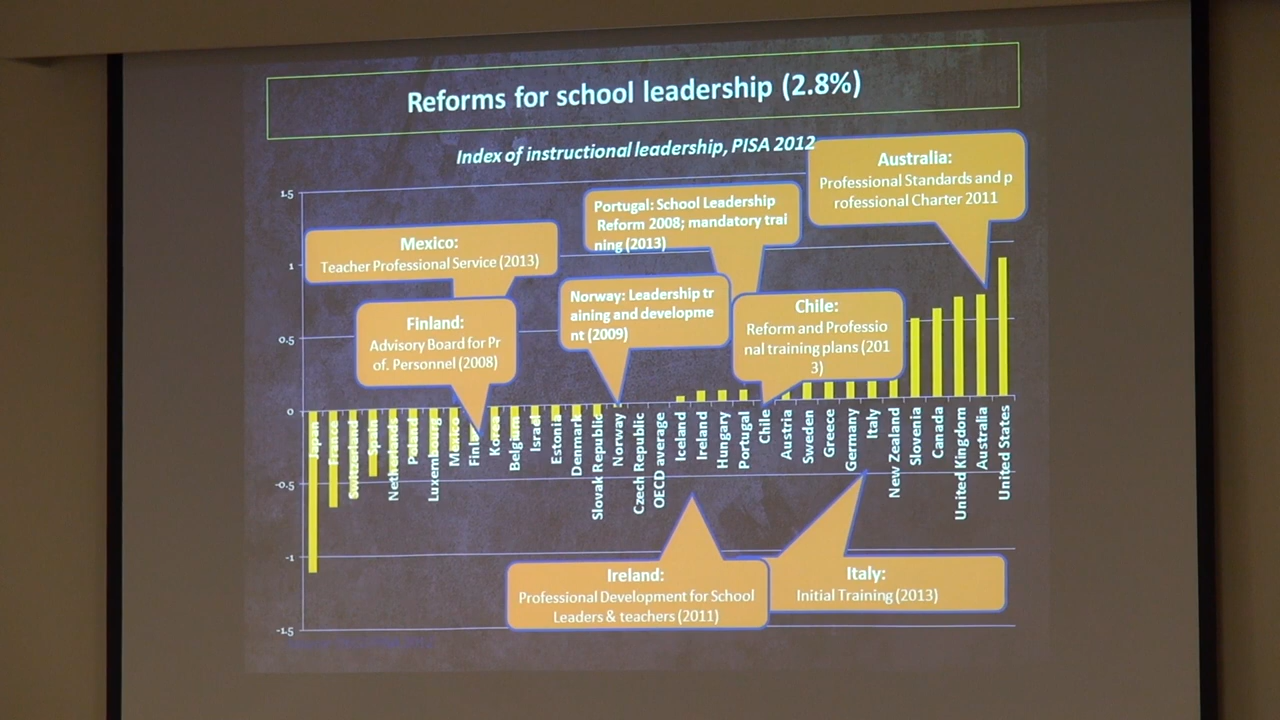 Reforms for school leadership (2.8%)
Index of instructional leadership, PISA 2012
Australia:
Professional Standards and p
rofessional Charter 2011
Portugal: School Leadership
Reform 2008; mandatory trai
ning (2013)
Mexico:
Teacher Professional Service (2013)
Norway: Leadership tr
aining and developme
nt (2009)
Chile:
Reform and Professio
nal training plans (201
3)
Finland:
Advisory Board for Pr
of. Personnel (2008)
1.5
1
0.5
0
-0.5
-1
-1.5
Japan
France
Switzerland
Spain
Netherlands
Poland
Luxembourg
Mexico
Korea
Belgium
Israel
Estonia
Denmark
Slovak Republic
Norway
Czech Republic
OECD average
Iceland
Ireland
Hungary
Portugal
Chile
Austria
Sweden
Greece
Germany
Italy
New Zealand
Slovenia
Canada
United Kingdom
Australia
United States
Ireland:
Professional Development for School
Leaders & teachers (2011)
Italy:
Initial Training (2013)